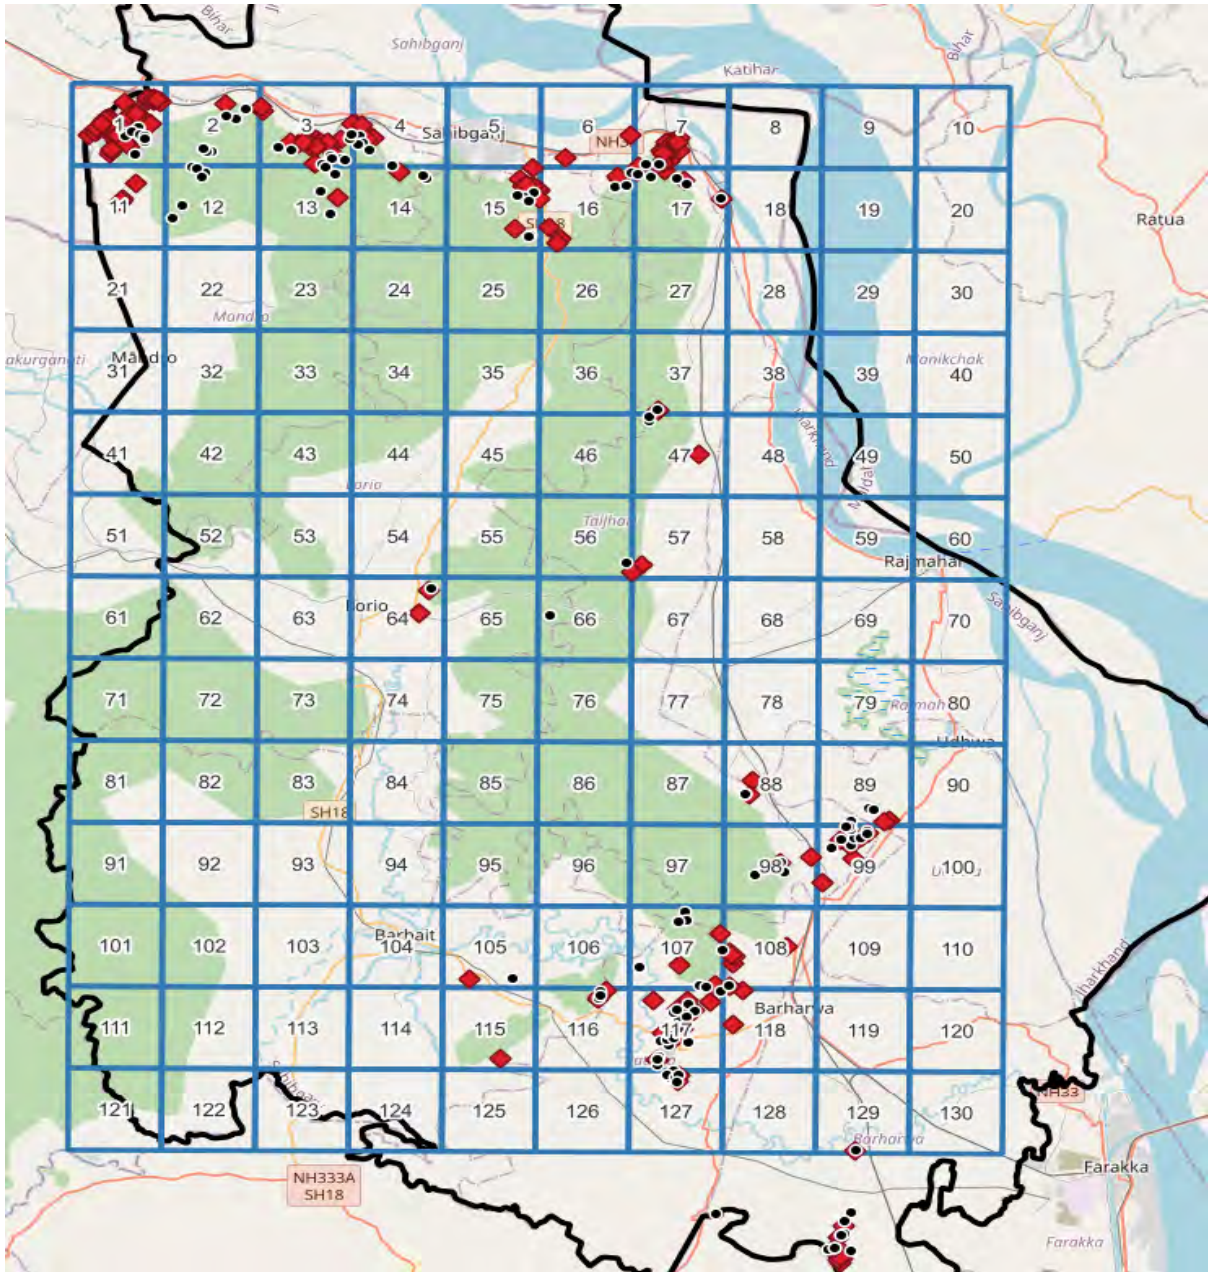 Bihar
Sahibganj
Katihar
Bihar
1 2 3 4 5 6 7 8 9 10
Sahibganj
NH3
11 12 13 14 15 16 17 18 19 20
Ratua
21 22 23 24 25 26 27 28 29 30
Mandro
akurganati
Mandro
Manikchak
31 32 33 34 35 36 37 38 39 40
Jharkhand
41 42 43 44 45 46 47 48 49 50
Borio
Taljhari
51 52 53 54 55 56 57 58 59 60
Rajmahal
Sahibganj
Borio
61 62 63 64 65 66 67 68 69 70
71 72 73 74 75 76 77 78 79 80
Rajmah
Udhwa
81 82 83 84 85 86 87 88 89 90
SH18
91 92 93 94 95 96 97 98 99 100
Barhait
101 102 103 104 105 106 107 108 109 110
Jharkhand
Barharwa
111 112 113 114 115 116 117 118 119 120
Sahibganj
NH33
121 122 123 124 125 126 127 128 129 130
Barharwa
Farakka
NH333A
SH18
Farakka